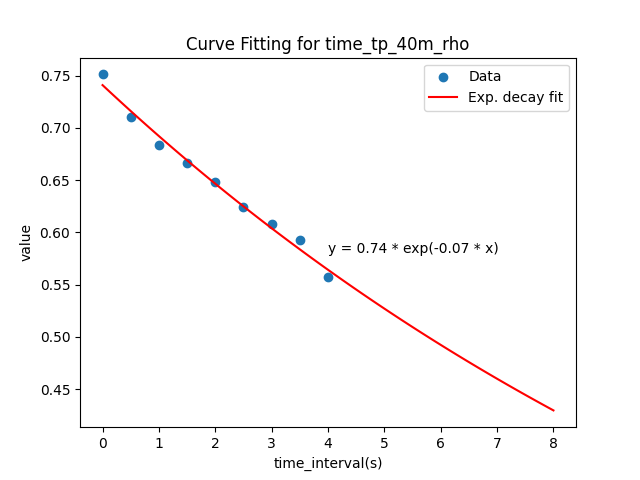 Curve Fitting for time_tp_40m_rho
Data
Exp. decay fit
0.75
0.70
0.65
0.60
0.55
0.50
0.45
value
y = 0.74 * exp(-0.07 * x)
0 1 2 3 4 5 6 7 8
time_interval(s)